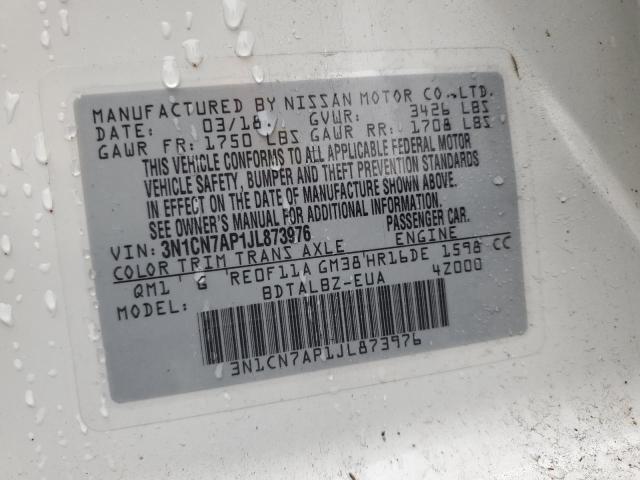 MANUFACTURED BY NISSAN MOTOR CO., LTD.
DATE: 03/18 GVWR: 3426 LBS
GAWR FR: 1750 LBS GAWR RR: 1708 LBS
THIS VEHICLE CONFORMS TO ALL APPLICABLE FEDERAL MOTOR
VEHICLE SAFETY, BUMPER AND THEFT PREVENTION STANDARDS
IN EFFECT ON THE DATE OF MANUFACTURE SHOWN ABOVE.
SEE OWNER'S MANUAL FOR ADDITIONAL INFORMATION.
VIN: 3N1CN7AP1JL873976 PASSENGER CAR.
COLOR TRIM TRANS AXLE ENGINE
QM1 G RE0F11A GM38 HR16DE 1598 CC
MODEL: BDTALBZ-EUA 4Z000
3N1CN7AP1JL873976